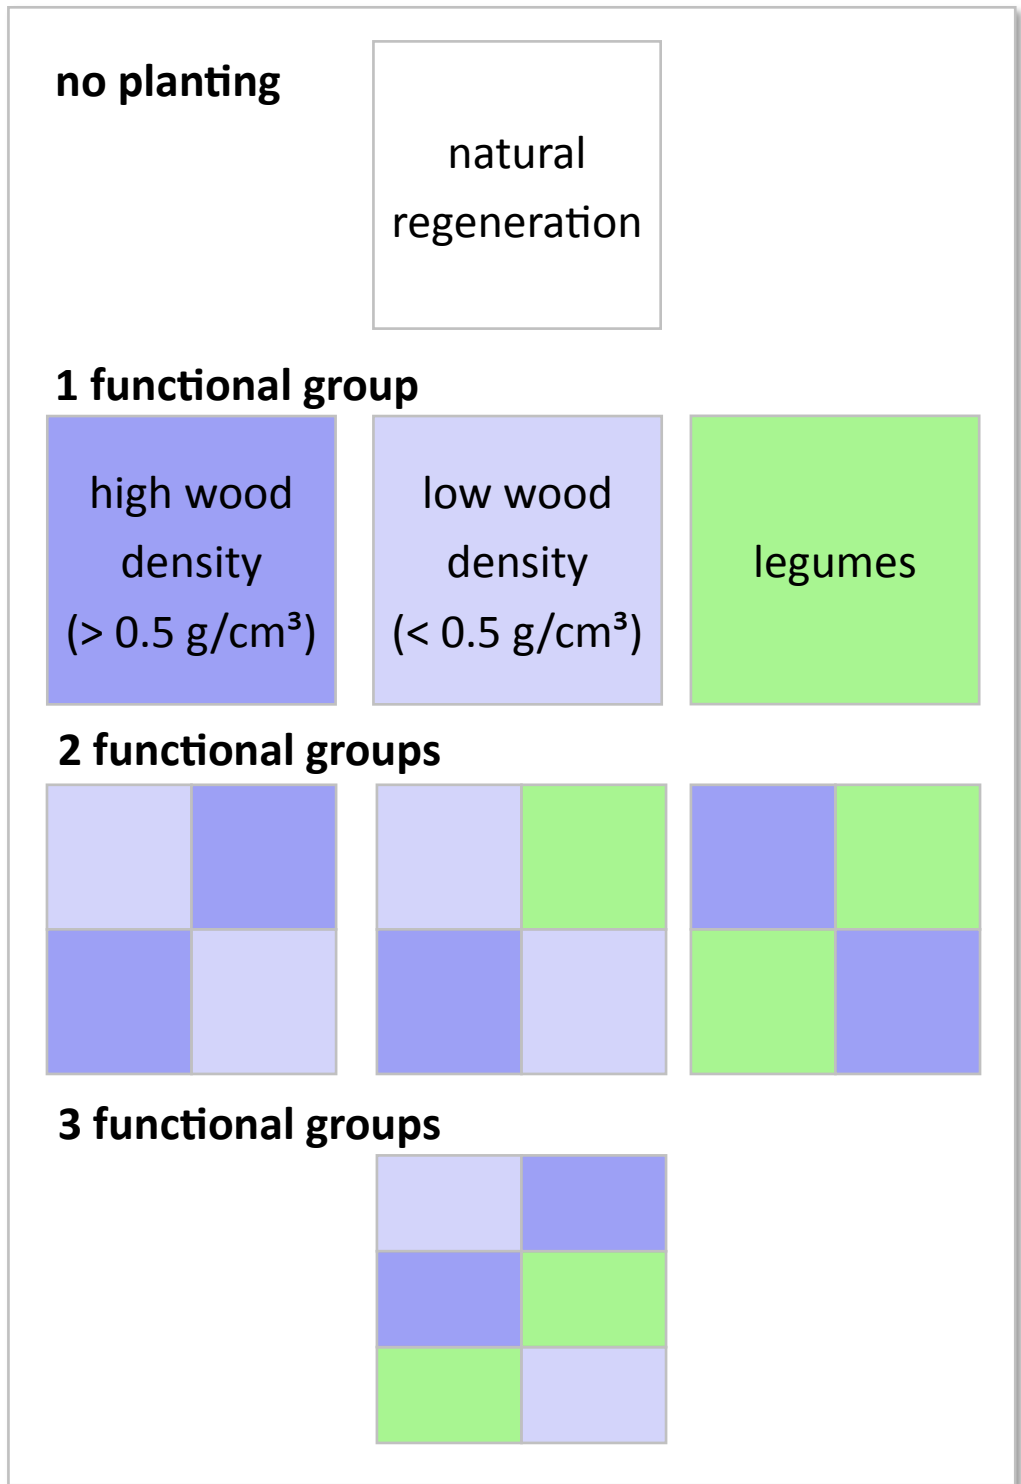 no planting
natural
regeneration
1 functional group
high wood
density
(> 0.5 g/cm³)
low wood
density
(< 0.5 g/cm³)
legumes
2 functional groups
3 functional groups